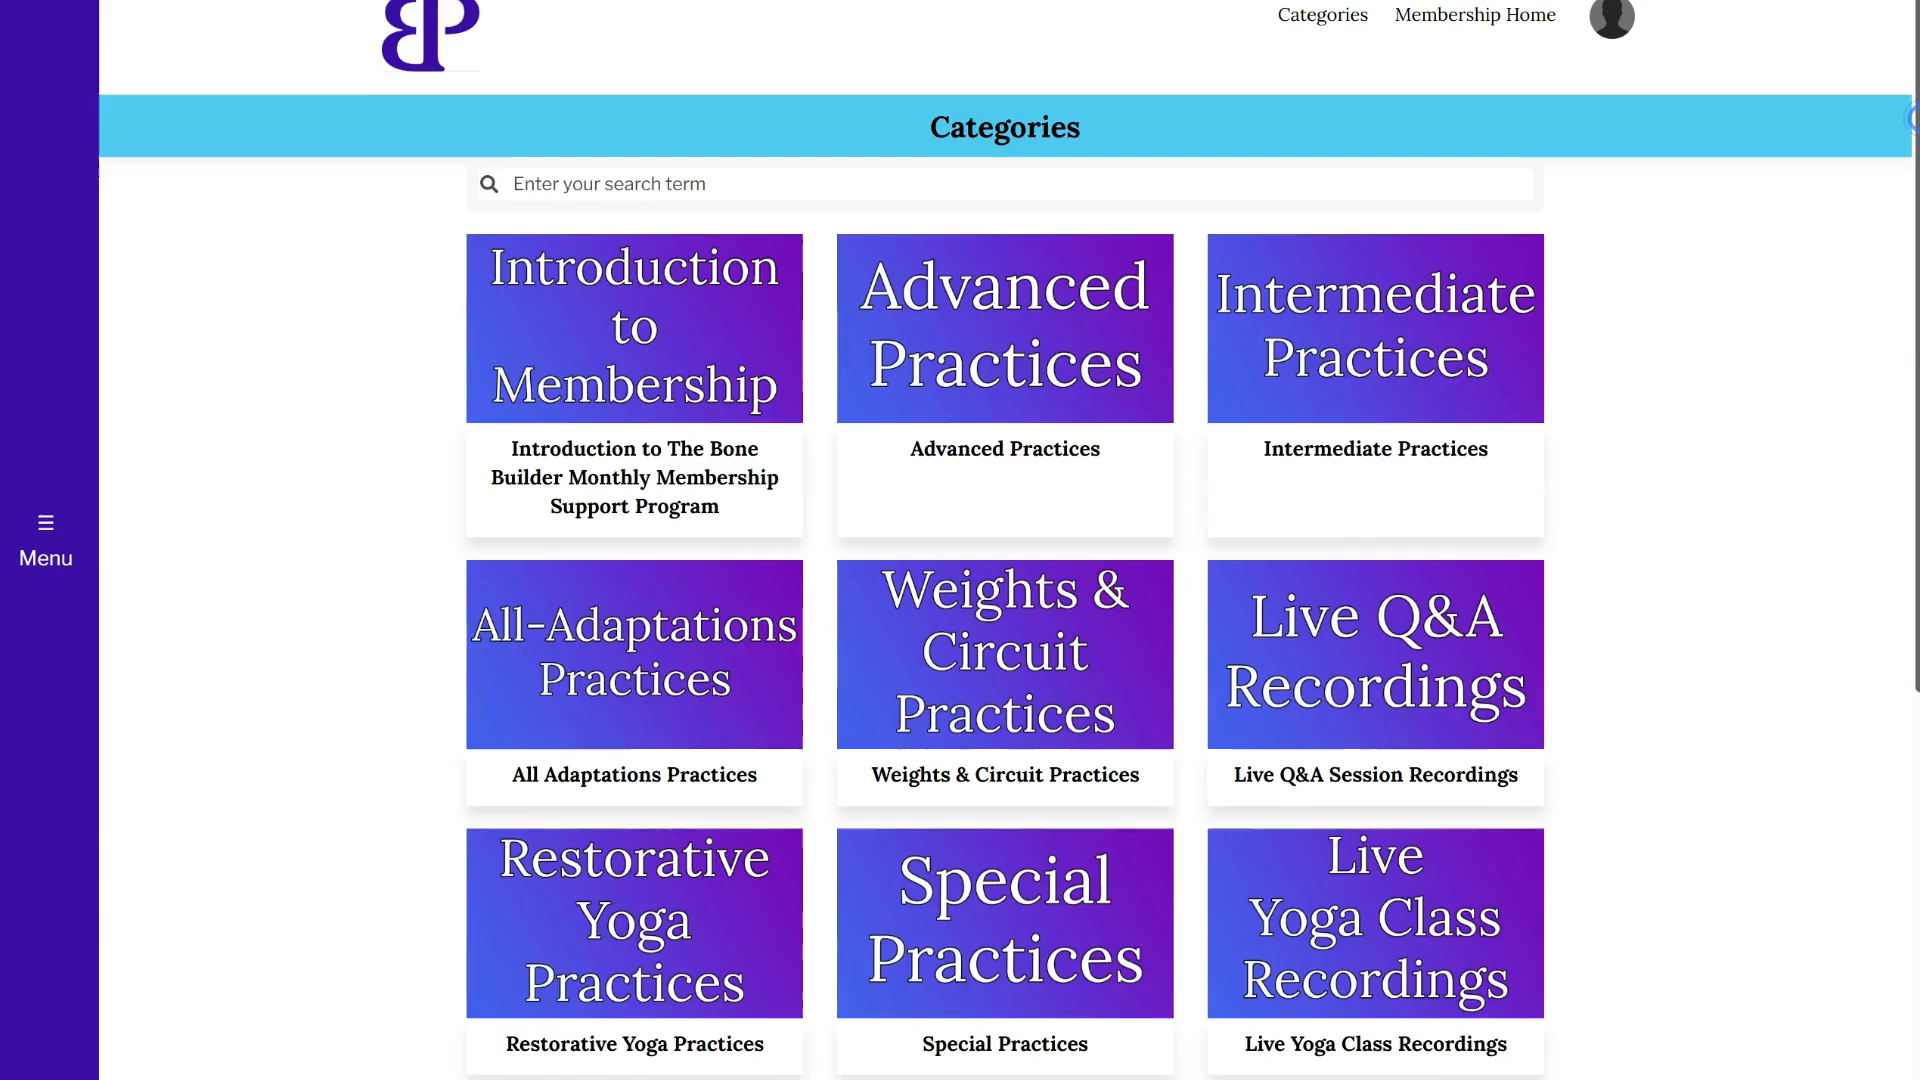 Categories
Membership Home
Categories
Enter your search term
Introduction
to
Membership
Advanced
Practices
Intermediate
Practices
Introduction to The Bone
Builder Monthly Membership
Support Program
Advanced Practices
Intermediate Practices
☰
Menu
All-Adaptations
Practices
Weights &
Circuit
Practices
Live Q&A
Recordings
All Adaptations Practices
Weights & Circuit Practices
Live Q&A Session Recordings
Restorative
Yoga
Practices
Special
Practices
Live
Yoga Class
Recordings
Restorative Yoga Practices
Special Practices
Live Yoga Class Recordings